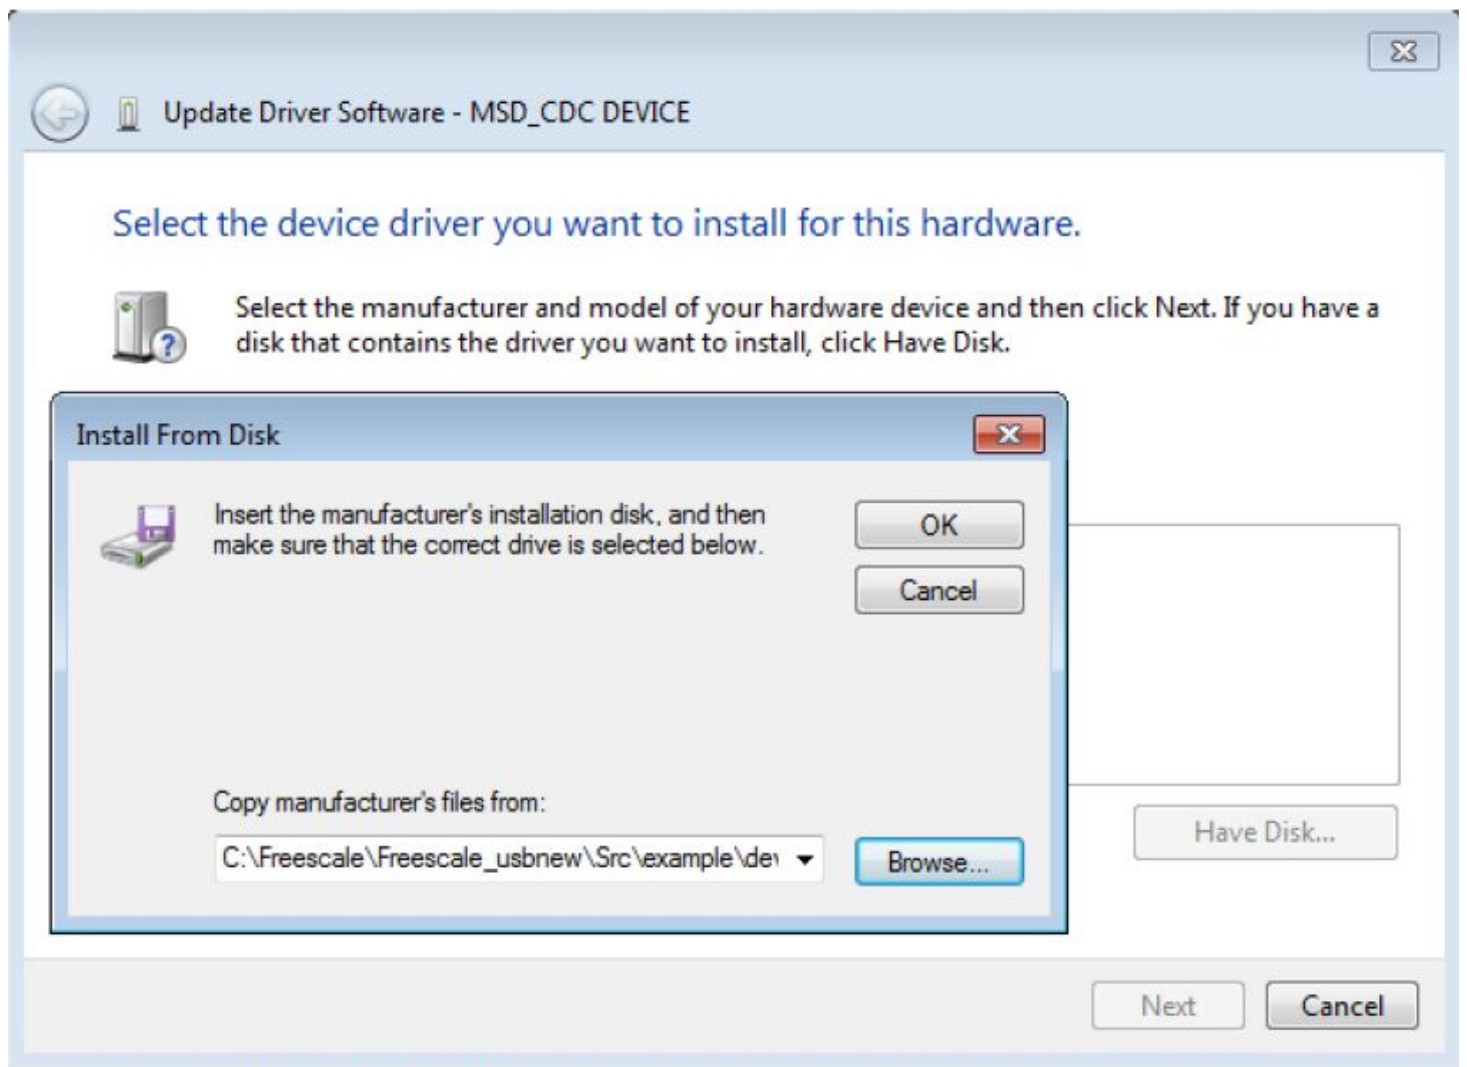 Update Driver Software - MSD_CDC DEVICE
Select the device driver you want to install for this hardware.
Select the manufacturer and model of your hardware device and then click Next. If you have a
disk that contains the driver you want to install, click Have Disk.
Install From Disk
Insert the manufacturer's installation disk, and then
make sure that the correct drive is selected below.
OK
Cancel
Copy manufacturer's files from:
C:\Freescale\Freescale_usbnew\Src\example\dev
Browse...
Have Disk...
Next
Cancel